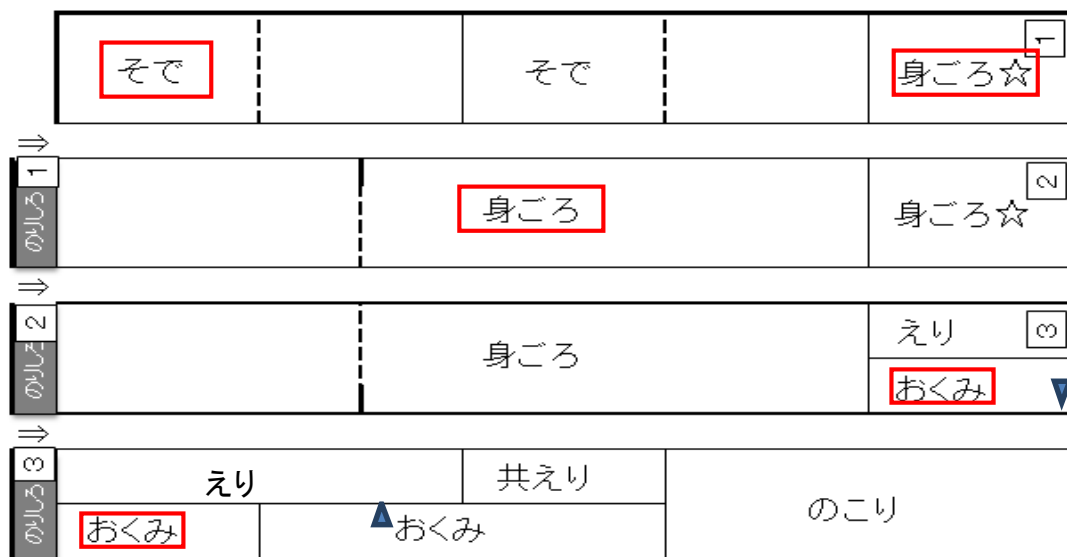 そで そで 身ごろ☆ 1
⇒
1 のりしろ 身ごろ 身ごろ☆ 2
⇒
2 のりしろ 身ごろ えり 3
おくみ
⇒
3 のりしろ えり 共えり のこり
おくみ おくみ